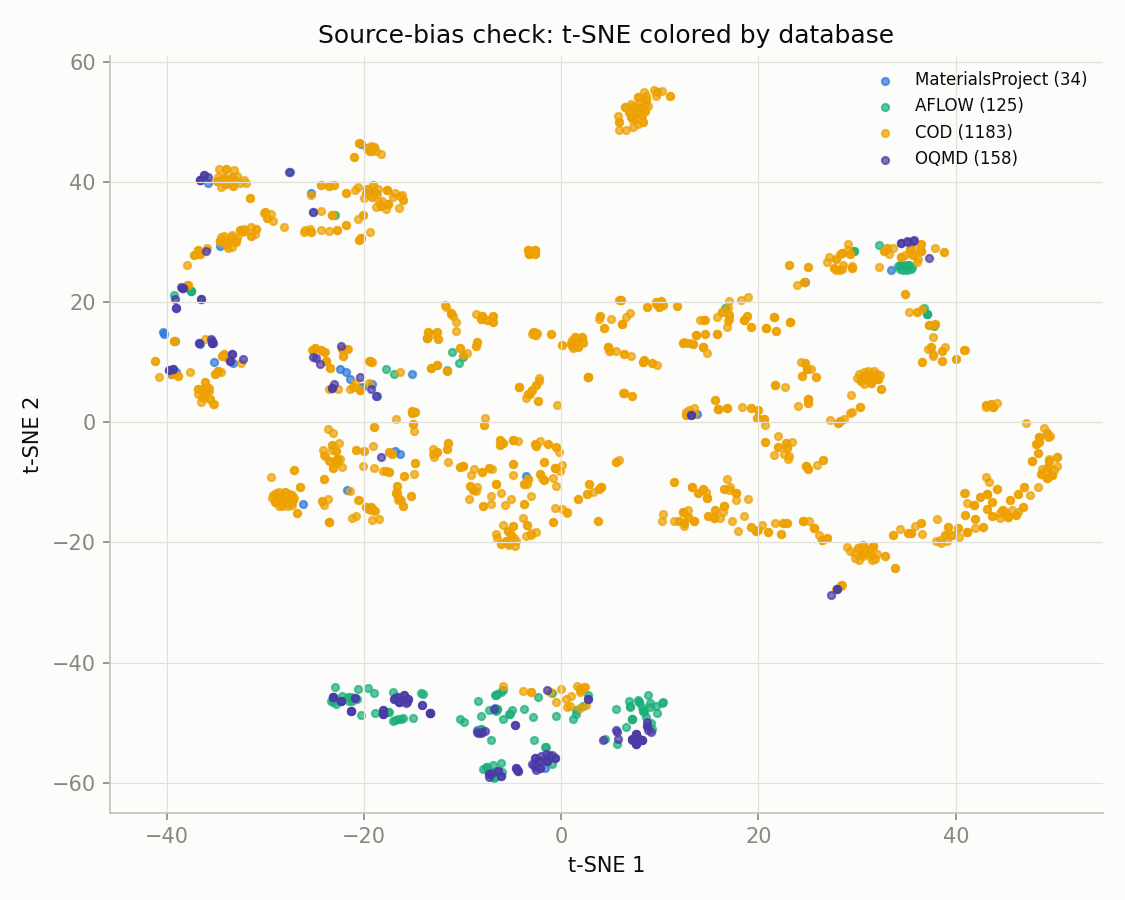 Source-bias check: t-SNE colored by database
MaterialsProject (34)
AFLOW (125)
COD (1183)
OQMD (158)
60
40
20
0
−20
−40
−60
t-SNE 2
−40
−20
0
20
40
t-SNE 1